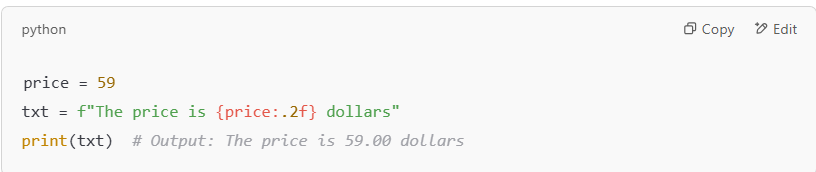 python
Copy
Edit
price = 59
txt = f"The price is {price:.2f} dollars"
print(txt)  # Output: The price is 59.00 dollars